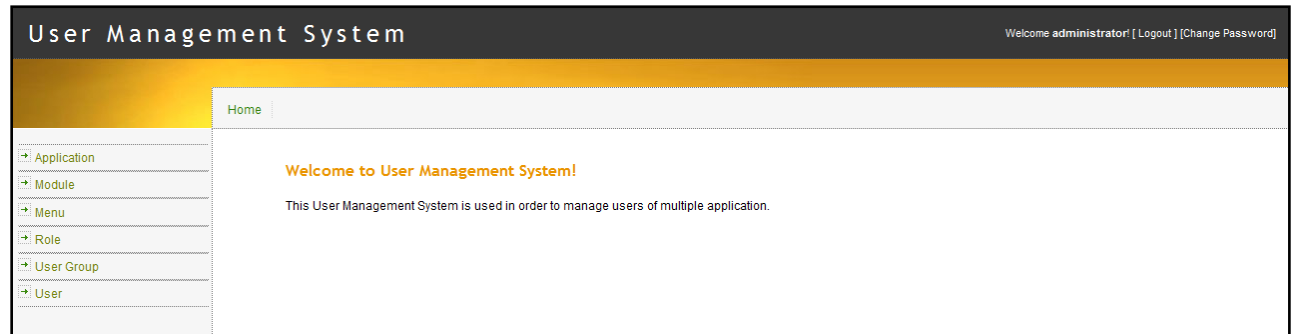 User Management System
Welcome administrator! [ Logout ] [Change Password]
Home
Application
Module
Menu
Role
User Group
User
Welcome to User Management System!
This User Management System is used in order to manage users of multiple application.